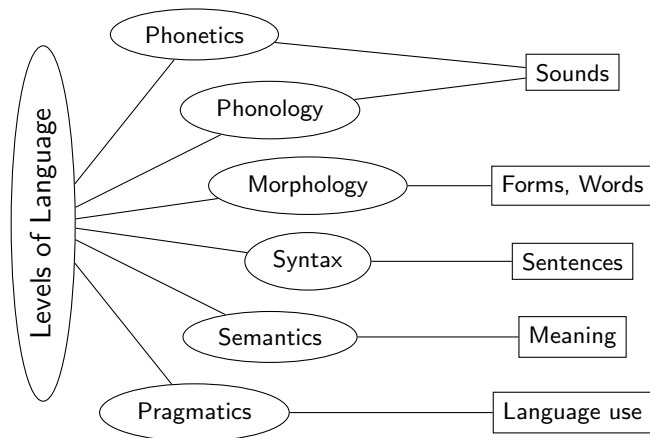 Levels of Language
Phonetics
Sounds
Phonology
Morphology
Forms, Words
Syntax
Sentences
Semantics
Meaning
Pragmatics
Language use